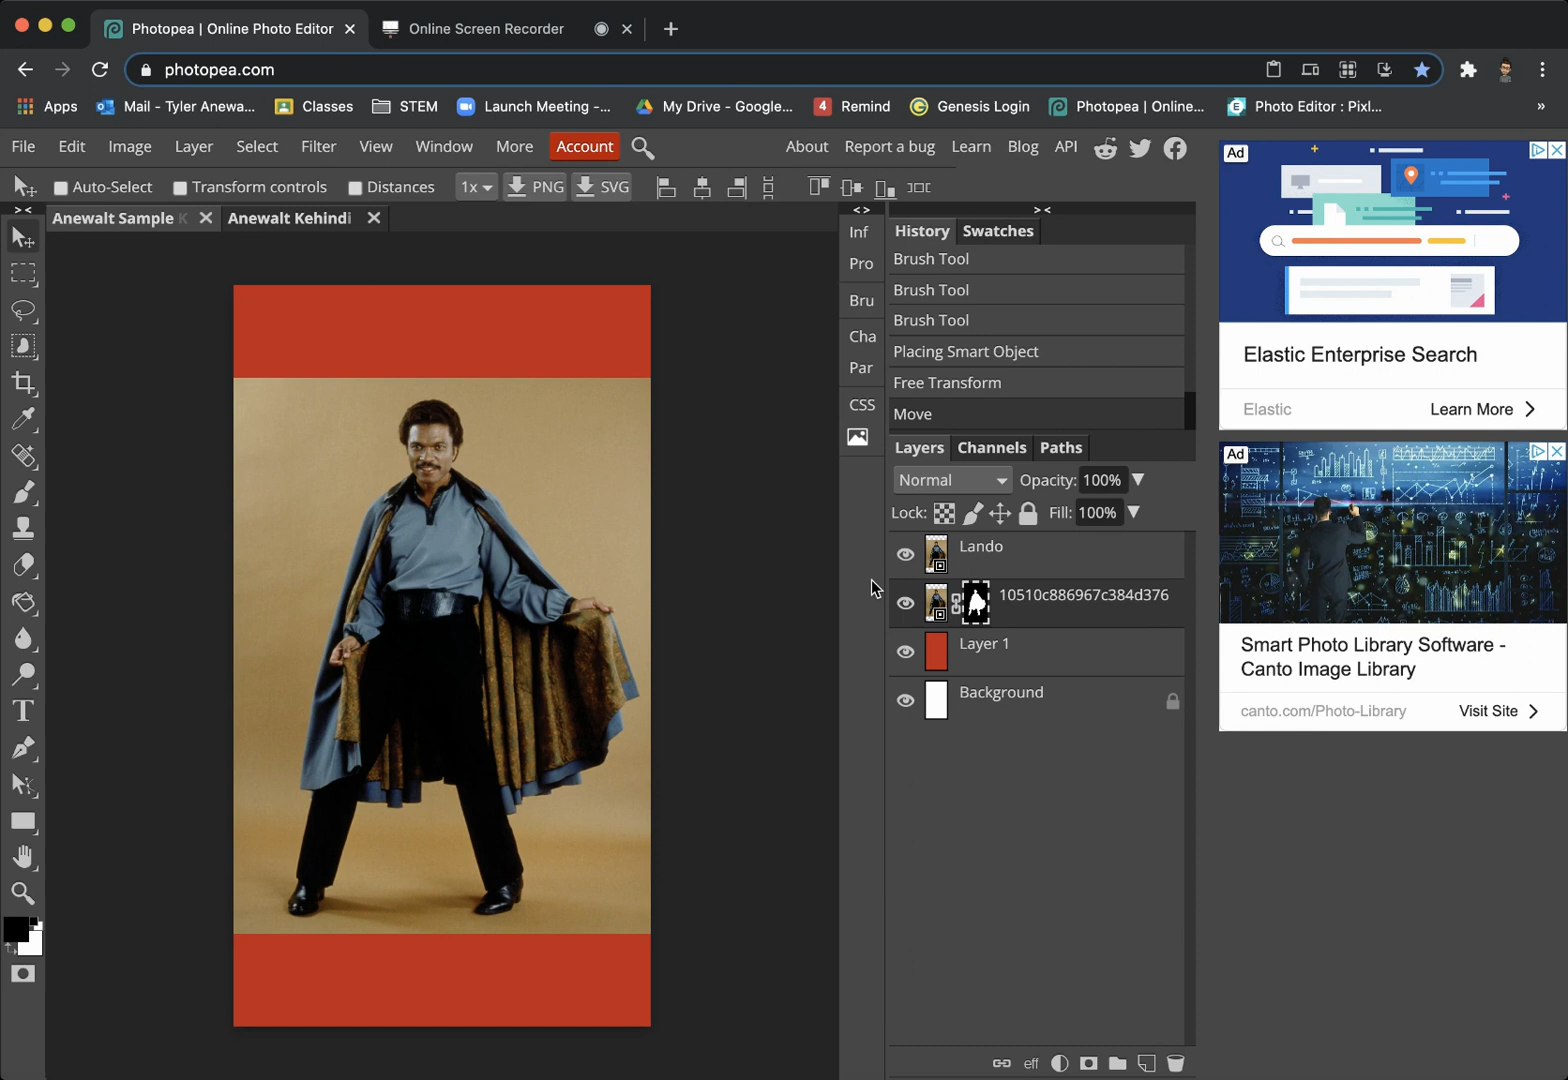 Photopea | Online Photo Editor
Online Screen Recorder
photopea.com
Apps
Mail - Tyler Anewa...
Classes
STEM
Launch Meeting -...
My Drive - Google...
4 Remind
Genesis Login
Photopea | Online...
Photo Editor : Pixl...
»
File Edit Image Layer Select Filter View Window More Account
About Report a bug Learn Blog API
Auto-Select Transform controls Distances 1x PNG SVG
Anewalt Sample K
Anewalt Kehindi
> <
< >
> <
Inf
Pro
Bru
Cha
Par
CSS
History Swatches
Brush Tool
Brush Tool
Brush Tool
Placing Smart Object
Free Transform
Move
Layers Channels Paths
Normal Opacity: 100%
Lock: Fill: 100%
Lando
10510c886967c384d376
Layer 1
Background
eff
Ad
Elastic Enterprise Search
Elastic Learn More
Ad
Smart Photo Library Software -
Canto Image Library
canto.com/Photo-Library Visit Site